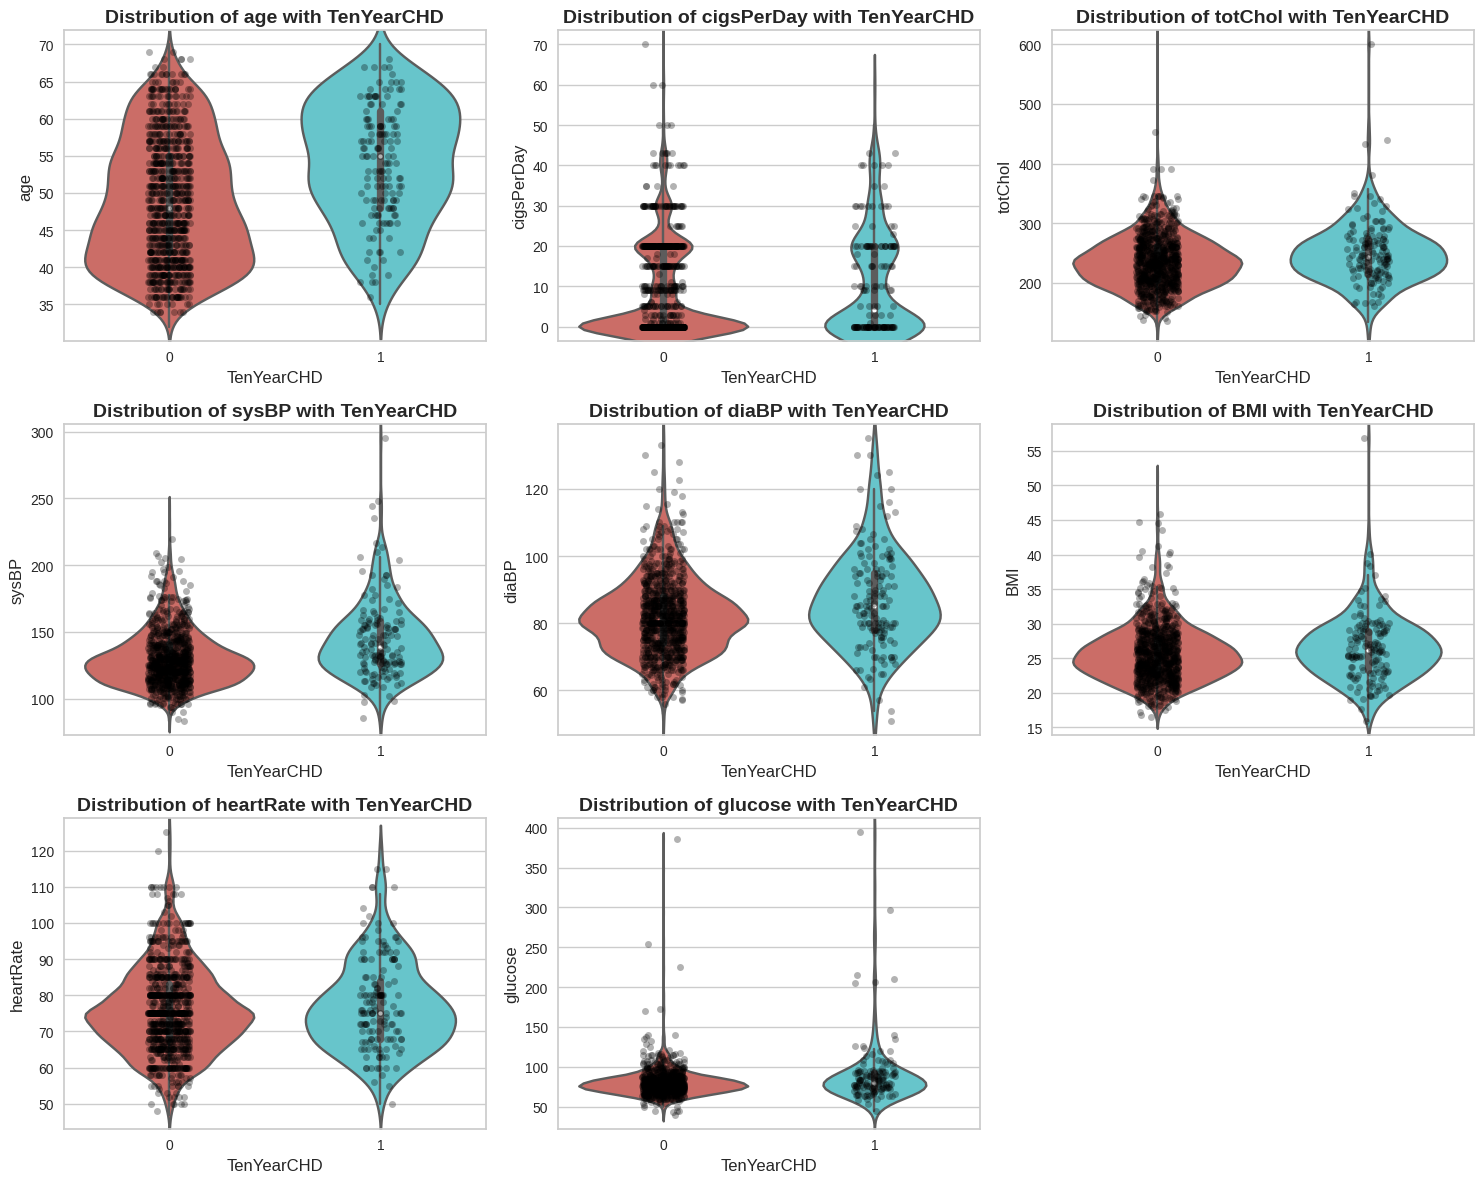 Distribution of age with TenYearCHD
70
65
60
55
50
45
40
35
age
0
1
TenYearCHD
Distribution of cigsPerDay with TenYearCHD
70
60
50
40
30
20
10
0
cigsPerDay
0
1
TenYearCHD
Distribution of totChol with TenYearCHD
600
500
400
300
200
totChol
0
1
TenYearCHD
Distribution of sysBP with TenYearCHD
300
250
200
150
100
sysBP
0
1
TenYearCHD
Distribution of diaBP with TenYearCHD
120
100
80
60
diaBP
0
1
TenYearCHD
Distribution of BMI with TenYearCHD
55
50
45
40
35
30
25
20
15
BMI
0
1
TenYearCHD
Distribution of heartRate with TenYearCHD
120
110
100
90
80
70
60
50
heartRate
0
1
TenYearCHD
Distribution of glucose with TenYearCHD
400
350
300
250
200
150
100
50
glucose
0
1
TenYearCHD